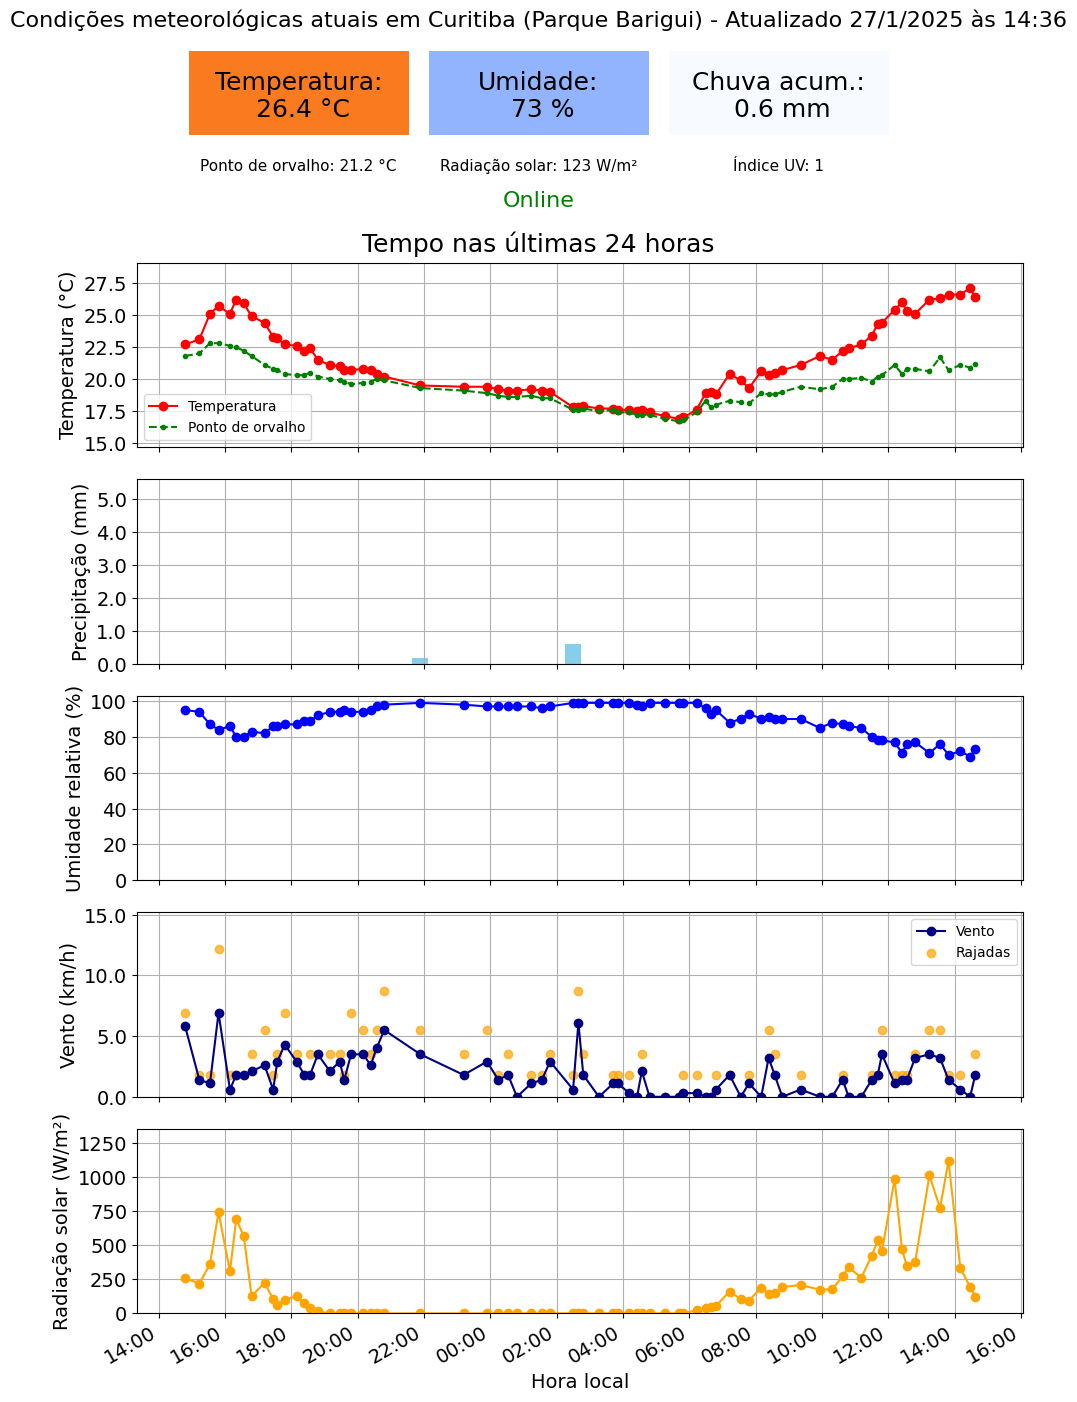 Condições meteorológicas atuais em Curitiba (Parque Barigui) - Atualizado 27/1/2025 às 14:36
Temperatura:
26.4 °C
Umidade:
73 %
Chuva acum.:
0.6 mm
Ponto de orvalho: 21.2 °C
Radiação solar: 123 W/m²
Índice UV: 1
Online
Tempo nas últimas 24 horas
Temperatura (°C)
27.5
25.0
22.5
20.0
17.5
15.0
Temperatura
Ponto de orvalho
Precipitação (mm)
5.0
4.0
3.0
2.0
1.0
0.0
Umidade relativa (%)
100
80
60
40
20
0
Vento (km/h)
15.0
10.0
5.0
0.0
Vento
Rajadas
Radiação solar (W/m²)
1250
1000
750
500
250
0
14:00
16:00
18:00
20:00
22:00
00:00
02:00
04:00
06:00
08:00
10:00
12:00
14:00
16:00
Hora local